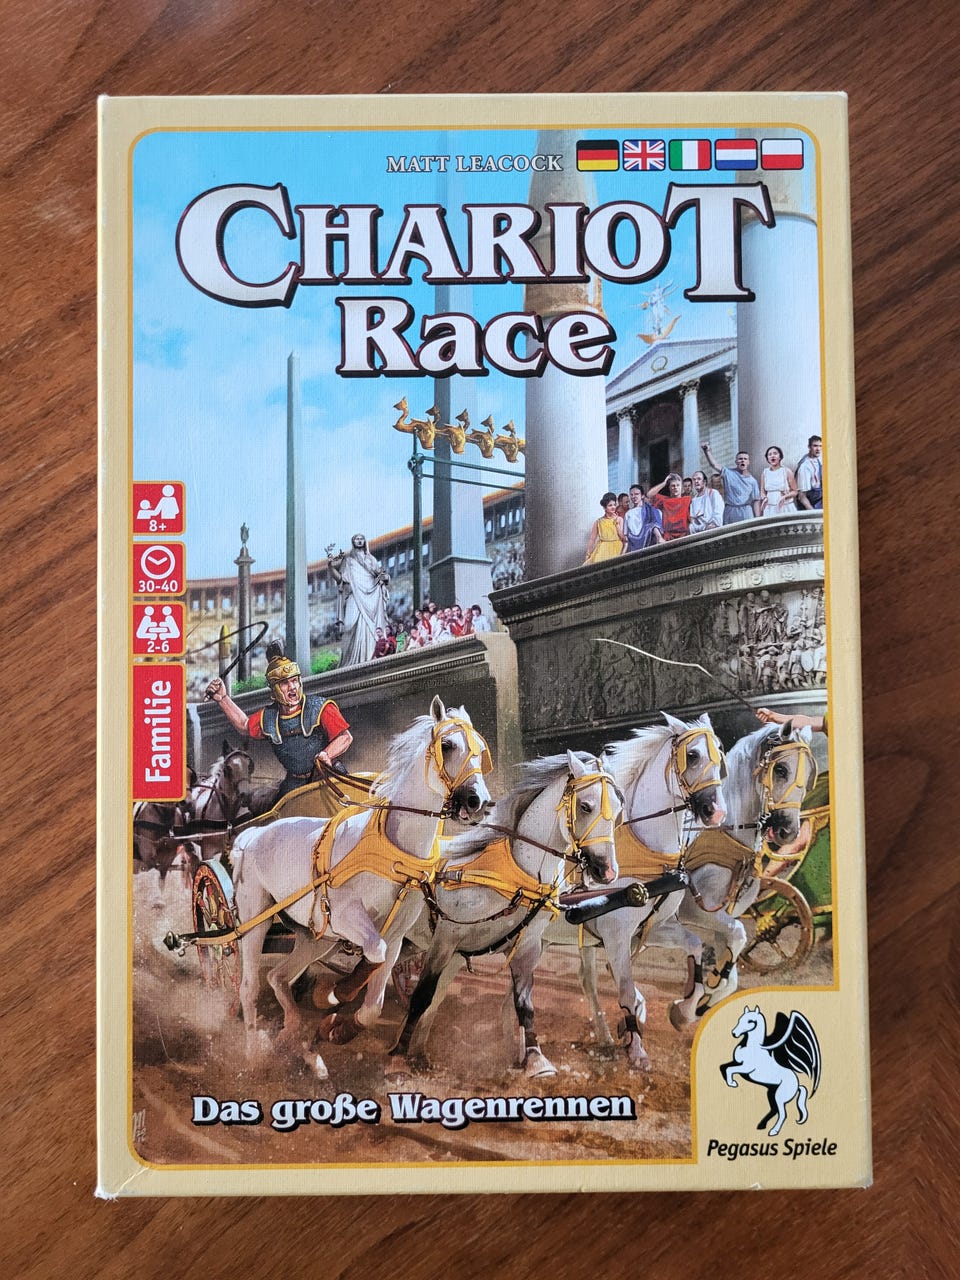 MATT LEACOCK
CHARIOT
Race
8+
30-40
2-6
Familie
Das große Wagenrennen
Pegasus Spiele